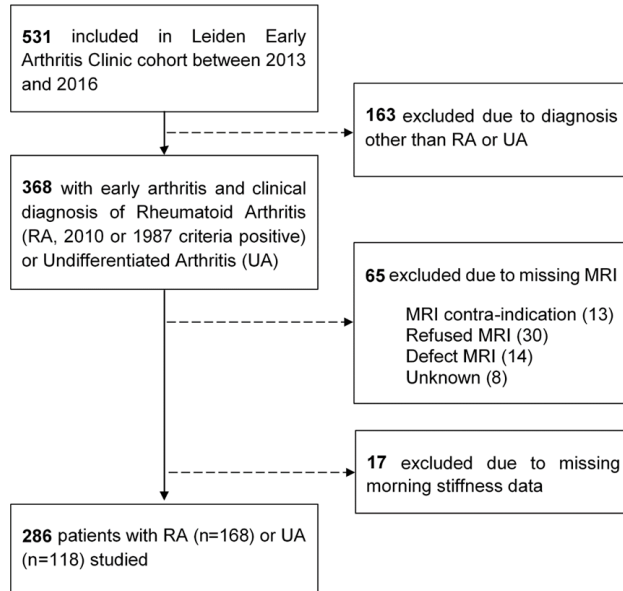 531 included in Leiden Early
Arthritis Clinic cohort between 2013
and 2016
163 excluded due to diagnosis
other than RA or UA
368 with early arthritis and clinical
diagnosis of Rheumatoid Arthritis
(RA, 2010 or 1987 criteria positive)
or Undifferentiated Arthritis (UA)
65 excluded due to missing MRI
MRI contra-indication (13)
Refused MRI (30)
Defect MRI (14)
Unknown (8)
17 excluded due to missing
morning stiffness data
286 patients with RA (n=168) or UA
(n=118) studied